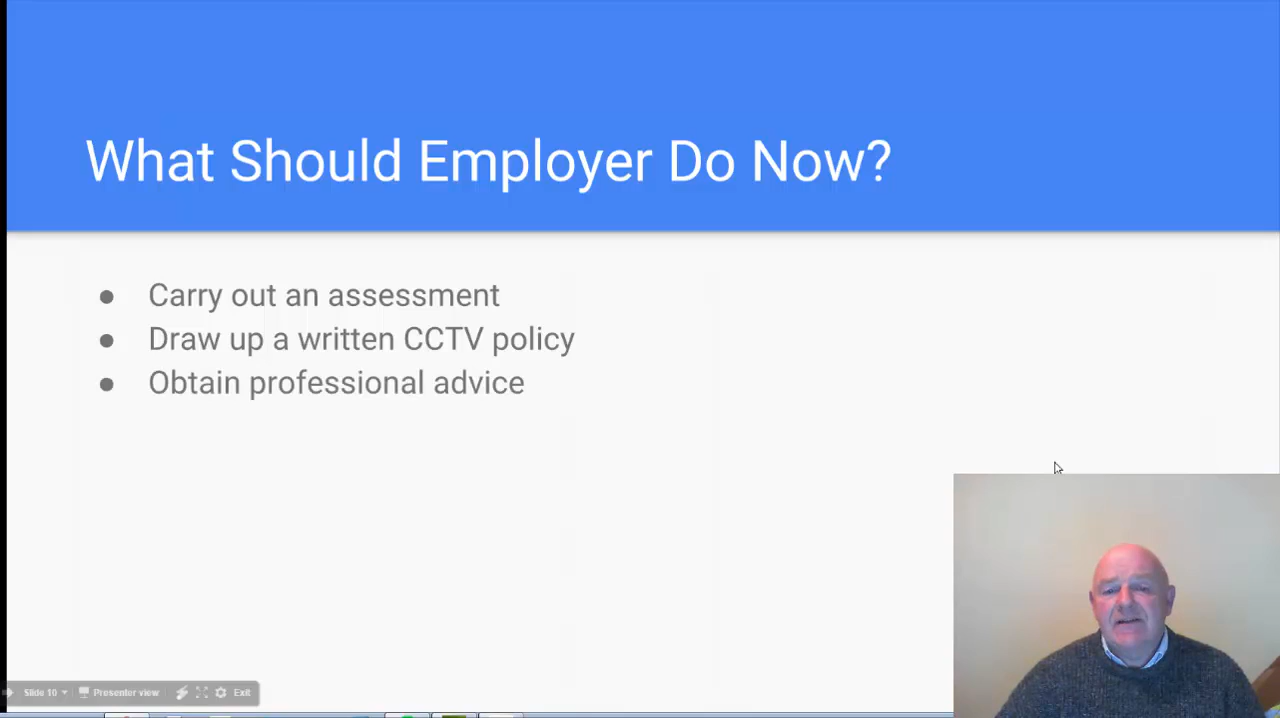 What Should Employer Do Now?
● Carry out an assessment
● Draw up a written CCTV policy
● Obtain professional advice
Slide 10 Presenter view Exit